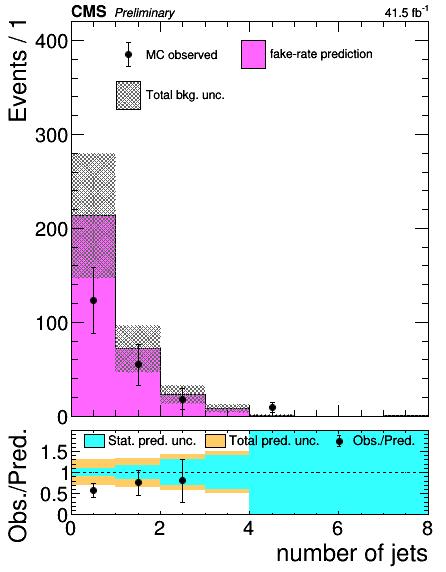 CMS Preliminary 41.5 fb⁻¹
Events / 1
400
MC observed
fake-rate prediction
Total bkg. unc.
300
200
100
0
Obs./Pred.
Stat. pred. unc. Total pred. unc. Obs./Pred.
1.5
1
0.5
0
0 2 4 6 8
number of jets